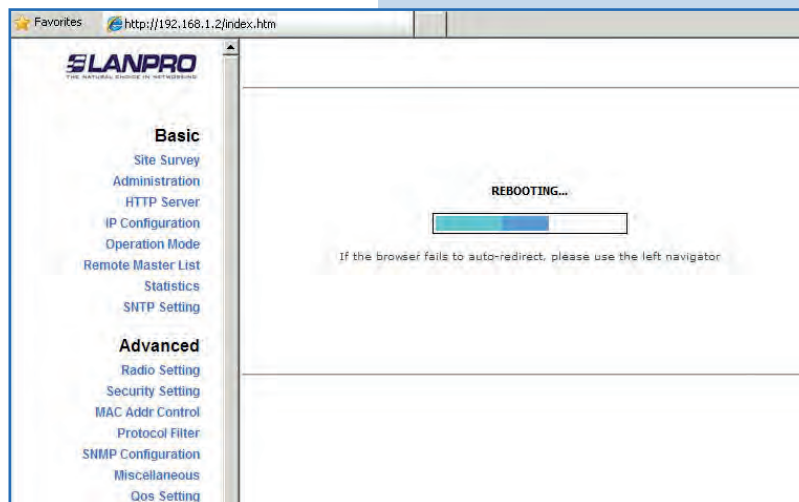 Favorites
http://192.168.1.2/index.htm
LANPRO
THE NATURAL CHOICE IN NETWORKING
Basic
Site Survey
Administration
HTTP Server
IP Configuration
Operation Mode
Remote Master List
Statistics
SNTP Setting
Advanced
Radio Setting
Security Setting
MAC Addr Control
Protocol Filter
SNMP Configuration
Miscellaneous
Qos Setting
REBOOTING...
If the browser fails to auto-redirect, please use the left navigator